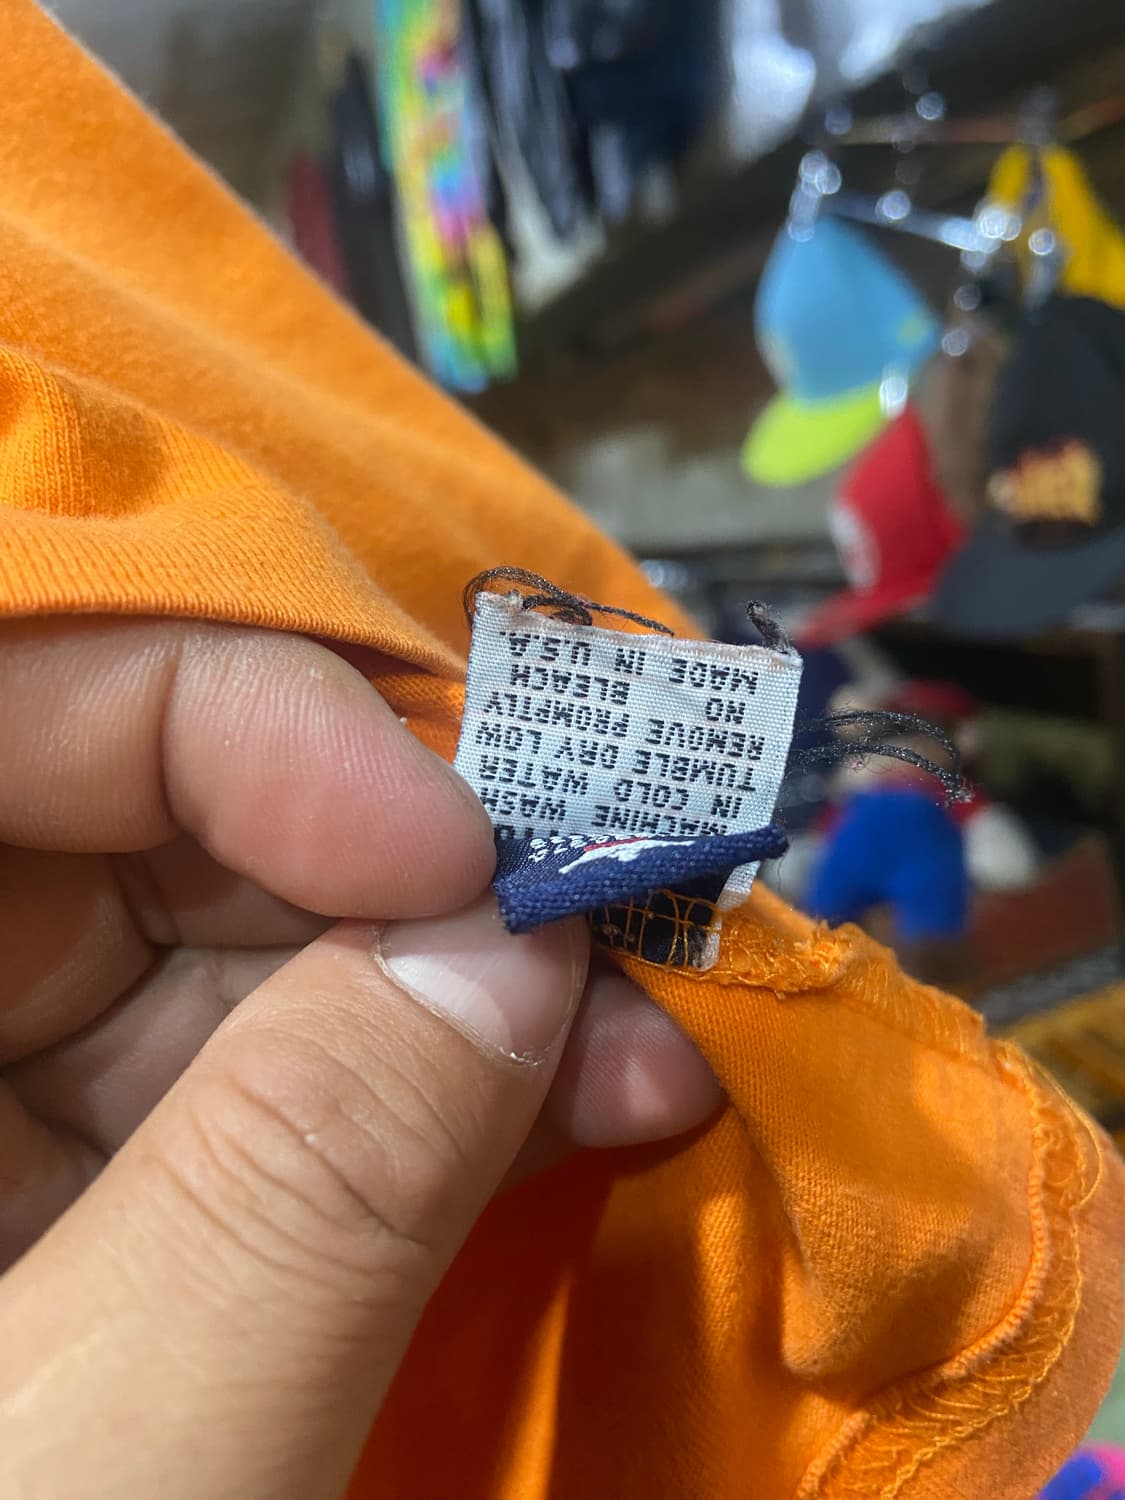 MACHINE WASH
IN COLD WATER
TUMBLE DRY LOW
REMOVE PROMPTLY
NO BLEACH
MADE IN U.S.A.